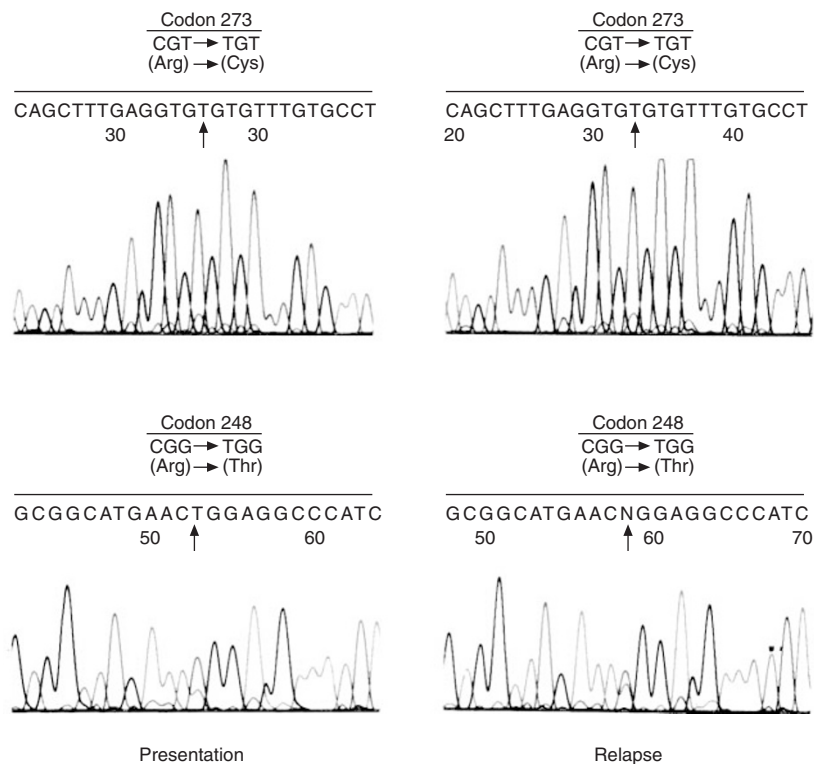 Codon 273
CGT → TGT
(Arg) → (Cys)
CAGCTTTGAGGTGTGTGTTTGTGCCT
30 30
Codon 273
CGT → TGT
(Arg) → (Cys)
CAGCTTTGAGGTGTGTGTTTGTGCCT
20 30 40
Codon 248
CGG → TGG
(Arg) → (Thr)
GCGGCATGAACTGGAGGCCCATC
50 60
Codon 248
CGG → TGG
(Arg) → (Thr)
GCGGCATGAACNGGAGGCCCATC
50 60 70
Presentation
Relapse